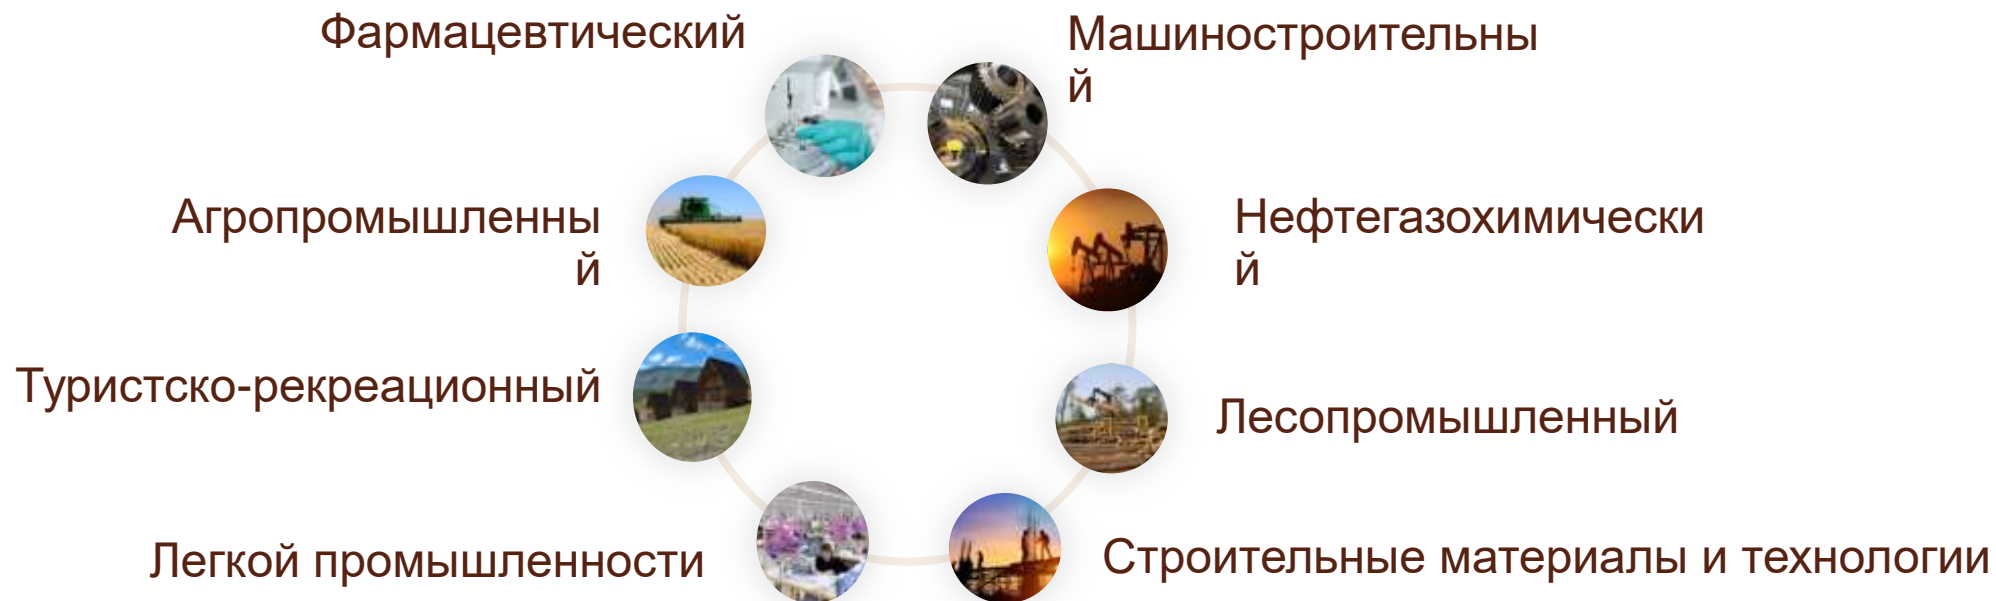 Фармацевтический
Машиностроительны
й
Агропромышленны
й
Нефтегазохимически
й
Туристско-рекреационный
Лесопромышленный
Легкой промышленности
Строительные материалы и технологии